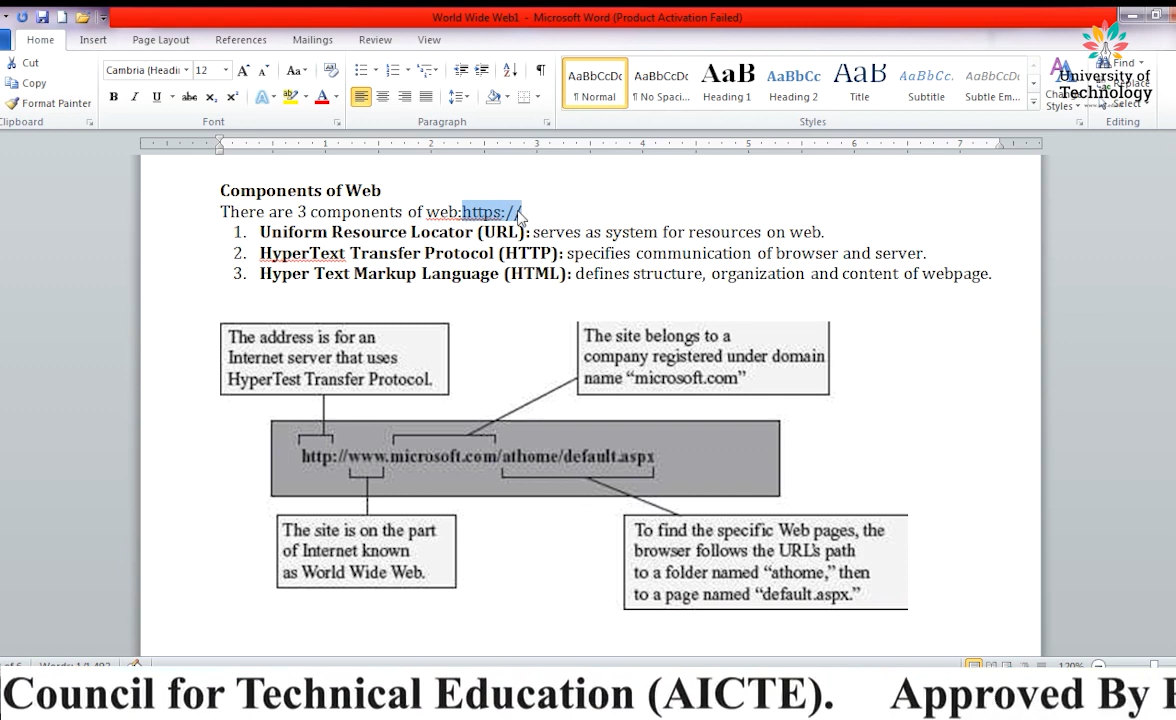 World Wide Web1 - Microsoft Word (Product Activation Failed)
Home Insert Page Layout References Mailings Review View
Cut
Copy
Format Painter
Clipboard
Cambria (Headi 12
Font
Paragraph
AaBbCcDc AaBbCcDc AaB AaBbCc AaB AaBbCc. AaBbCcDc
¶ Normal ¶ No Spaci... Heading 1 Heading 2 Title Subtitle Subtle Em...
Styles
Find
Replace
Select
Editing
University of
Technology
1 2 3 4 5 6 7
Components of Web
There are 3 components of web:https://
1. Uniform Resource Locator (URL): serves as system for resources on web.
2. HyperText Transfer Protocol (HTTP): specifies communication of browser and server.
3. Hyper Text Markup Language (HTML): defines structure, organization and content of webpage.
The address is for an
Internet server that uses
HyperTest Transfer Protocol.
The site belongs to a
company registered under domain
name “microsoft.com”
http://www.microsoft.com/athome/default.aspx
The site is on the part
of Internet known
as World Wide Web.
To find the specific Web pages, the
browser follows the URL's path
to a folder named “athome,” then
to a page named “default.aspx.”
120%
Council for Technical Education (AICTE). Approved By